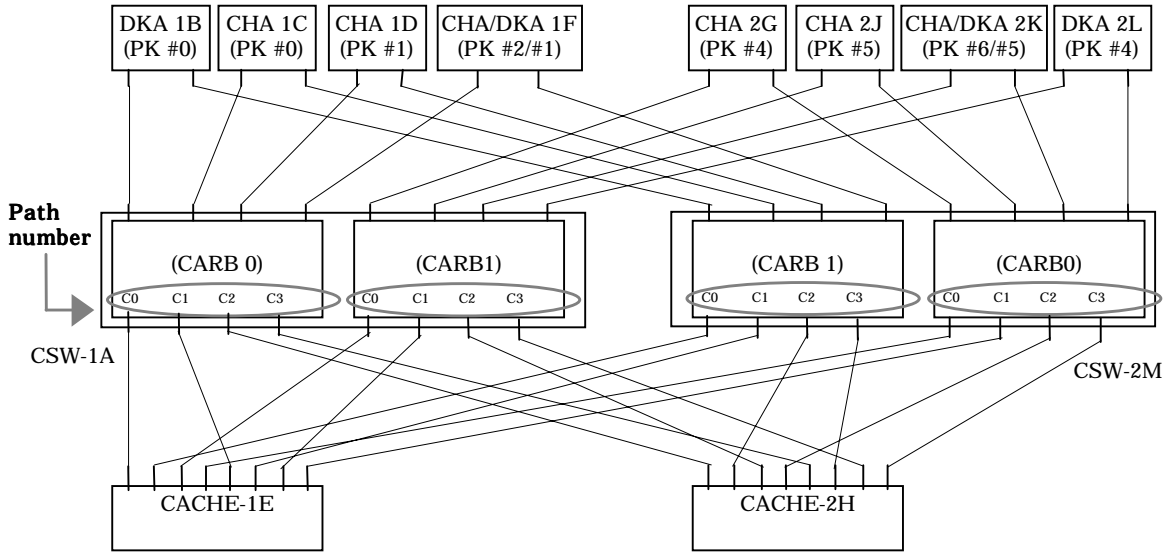 DKA 1B
(PK #0)
CHA 1C
(PK #0)
CHA 1D
(PK #1)
CHA/DKA 1F
(PK #2/#1)
CHA 2G
(PK #4)
CHA 2J
(PK #5)
CHA/DKA 2K
(PK #6/#5)
DKA 2L
(PK #4)
Path
number
(CARB 0)
(CARB1)
(CARB 1)
(CARB0)
C0 C1 C2 C3
C0 C1 C2 C3
C0 C1 C2 C3
C0 C1 C2 C3
CSW-1A
CSW-2M
CACHE-1E
CACHE-2H